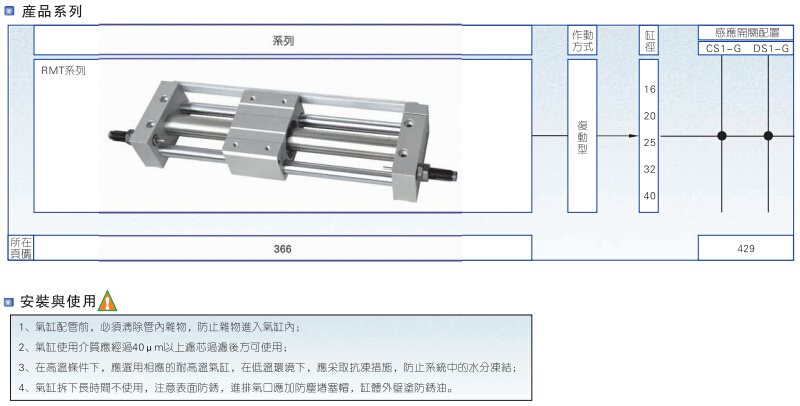 産品系列
系列
作動
方式
缸
徑
感應開關配置
CS1-G DS1-G
RMT系列
復
動
型
16
20
25
32
40
所在
頁碼
366
429
安裝與使用
1、氣缸配管前，必須清除管內雜物，防止雜物進入氣缸內；
2、氣缸使用介質應經過40μm以上濾芯過濾後方可使用；
3、在高溫條件下，應選用相應的耐高溫氣缸，在低溫環境下，應采取抗凍措施，防止系統中的水分凍結；
4、氣缸拆下長時間不使用，注意表面防銹，進排氣口應加防塵堵塞帽，缸體外壁塗防銹油。